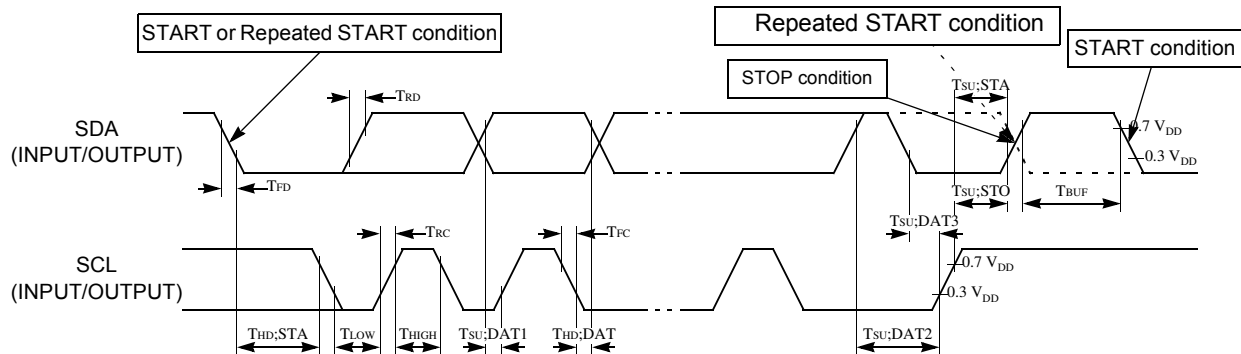 START or Repeated START condition
Repeated START condition
START condition
STOP condition
TSU;STA
TRD
SDA
(INPUT/OUTPUT)
0.7 VDD
0.3 VDD
TFD
TSU;STO
TBUF
TSU;DAT3
TRC
TFC
SCL
(INPUT/OUTPUT)
0.7 VDD
0.3 VDD
THD;STA
TLOW
THIGH
TSU;DAT1
THD;DAT
TSU;DAT2